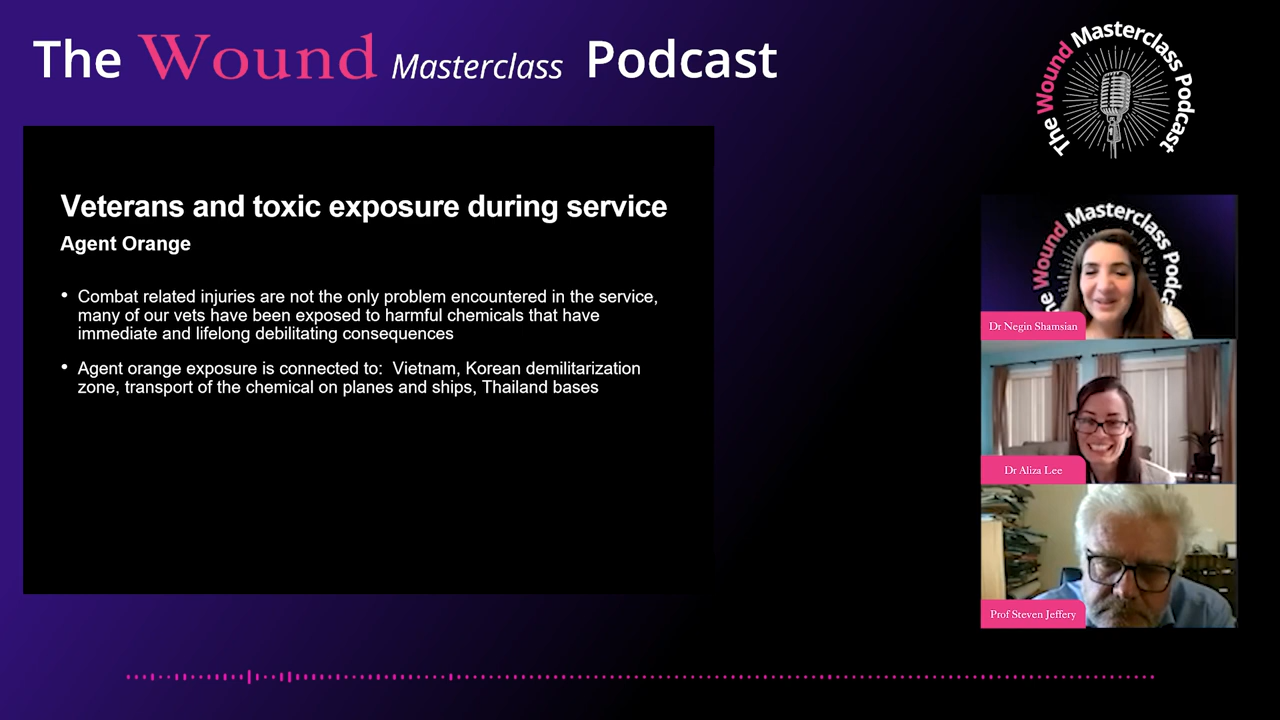 The Wound Masterclass Podcast
The Wound Masterclass Podcast
Veterans and toxic exposure during service
Agent Orange
• Combat related injuries are not the only problem encountered in the service,
many of our vets have been exposed to harmful chemicals that have
immediate and lifelong debilitating consequences
• Agent orange exposure is connected to: Vietnam, Korean demilitarization
zone, transport of the chemical on planes and ships, Thailand bases
Wound Masterclass Podca
Dr Negin Shamsian
Dr Aliza Lee
Prof Steven Jeffery